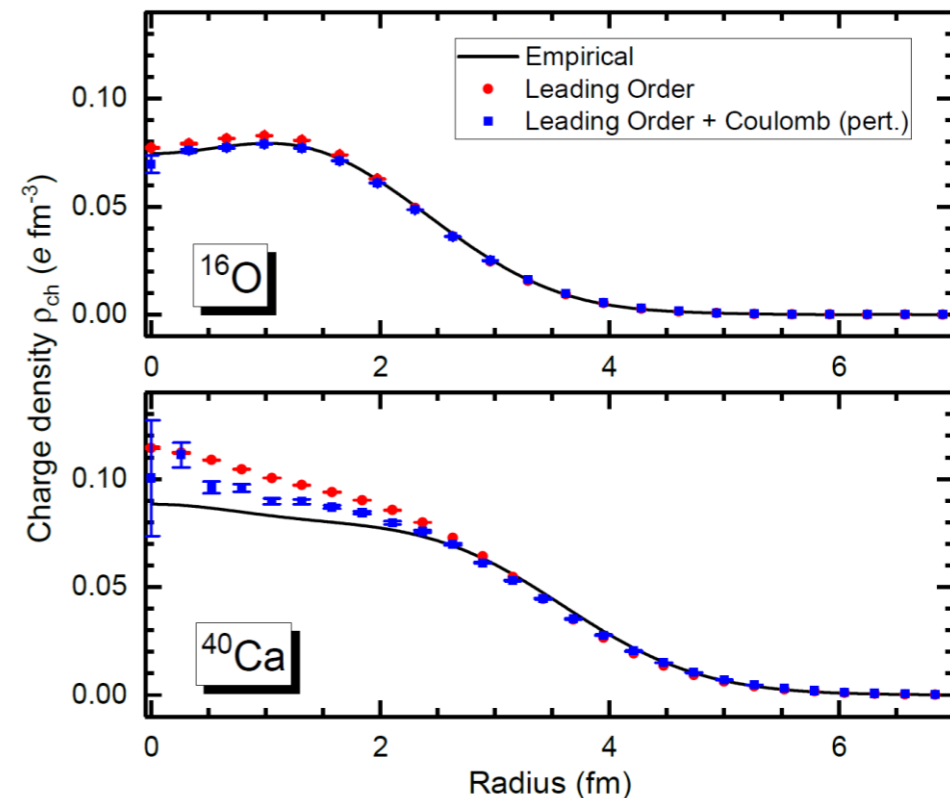 Empirical
Leading Order
Leading Order + Coulomb (pert.)
0.10
0.05
0.00
¹⁶O
0 2 4 6
Charge density ρch (e fm⁻³)
0.10
0.05
0.00
⁴⁰Ca
0 2 4 6
Radius (fm)